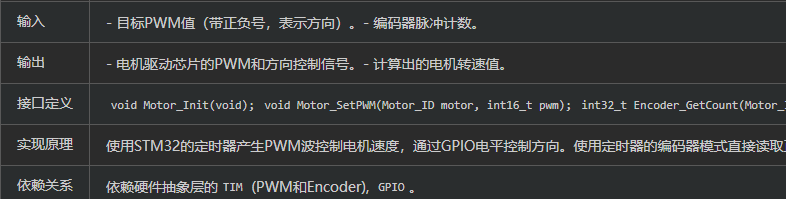 输入 - 目标PWM值（带正负号，表示方向）。- 编码器脉冲计数。
输出 - 电机驱动芯片的PWM和方向控制信号。- 计算出的电机转速值。
接口定义 void Motor_Init(void); void Motor_SetPWM(Motor_ID motor, int16_t pwm); int32_t Encoder_GetCount(Motor_I
实现原理 使用STM32的定时器产生PWM波控制电机速度，通过GPIO电平控制方向。使用定时器的编码器模式直接读取
依赖关系 依赖硬件抽象层的 TIM (PWM和Encoder), GPIO 。